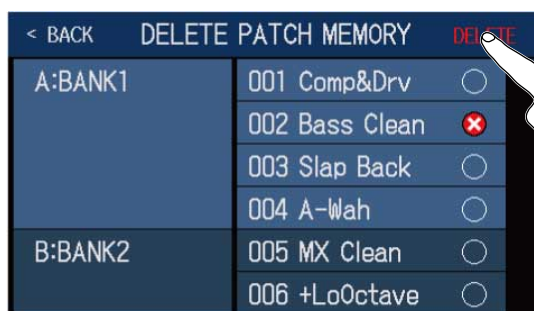 < BACK DELETE PATCH MEMORY DELETE
A:BANK1 001 Comp&Drv
002 Bass Clean
003 Slap Back
004 A-Wah
B:BANK2 005 MX Clean
006 +LoOctave